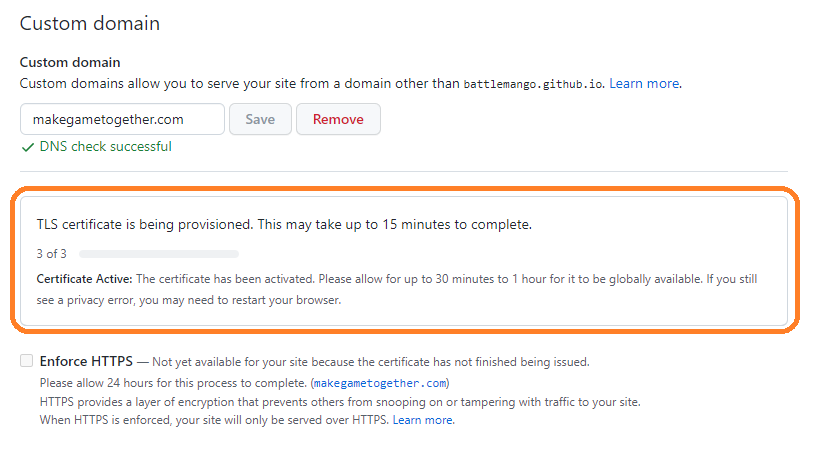 Custom domain
Custom domain
Custom domains allow you to serve your site from a domain other than battlemango.github.io. Learn more.
makegametogether.com Save Remove
✓ DNS check successful
TLS certificate is being provisioned. This may take up to 15 minutes to complete.
3 of 3
Certificate Active: The certificate has been activated. Please allow for up to 30 minutes to 1 hour for it to be globally available. If you still
see a privacy error, you may need to restart your browser.
Enforce HTTPS — Not yet available for your site because the certificate has not finished being issued.
Please allow 24 hours for this process to complete. (makegametogether.com)
HTTPS provides a layer of encryption that prevents others from snooping on or tampering with traffic to your site.
When HTTPS is enforced, your site will only be served over HTTPS. Learn more.